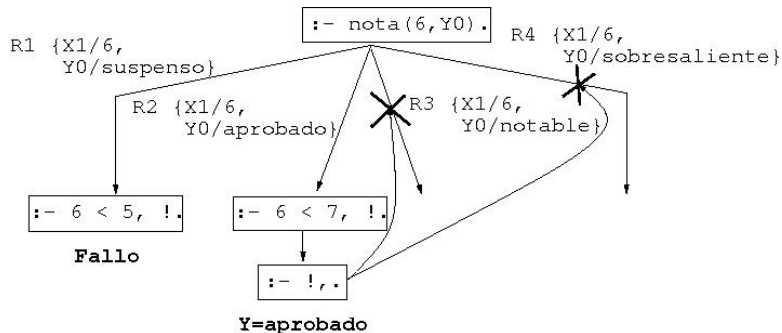 :- nota(6,Y0).
R1 {X1/6,
Y0/suspenso}
R2 {X1/6,
Y0/aprobado}
R3 {X1/6,
Y0/notable}
R4 {X1/6,
Y0/sobresaliente}
:- 6 < 5, !.
:- 6 < 7, !.
Fallo
:- !,.
Y=aprobado